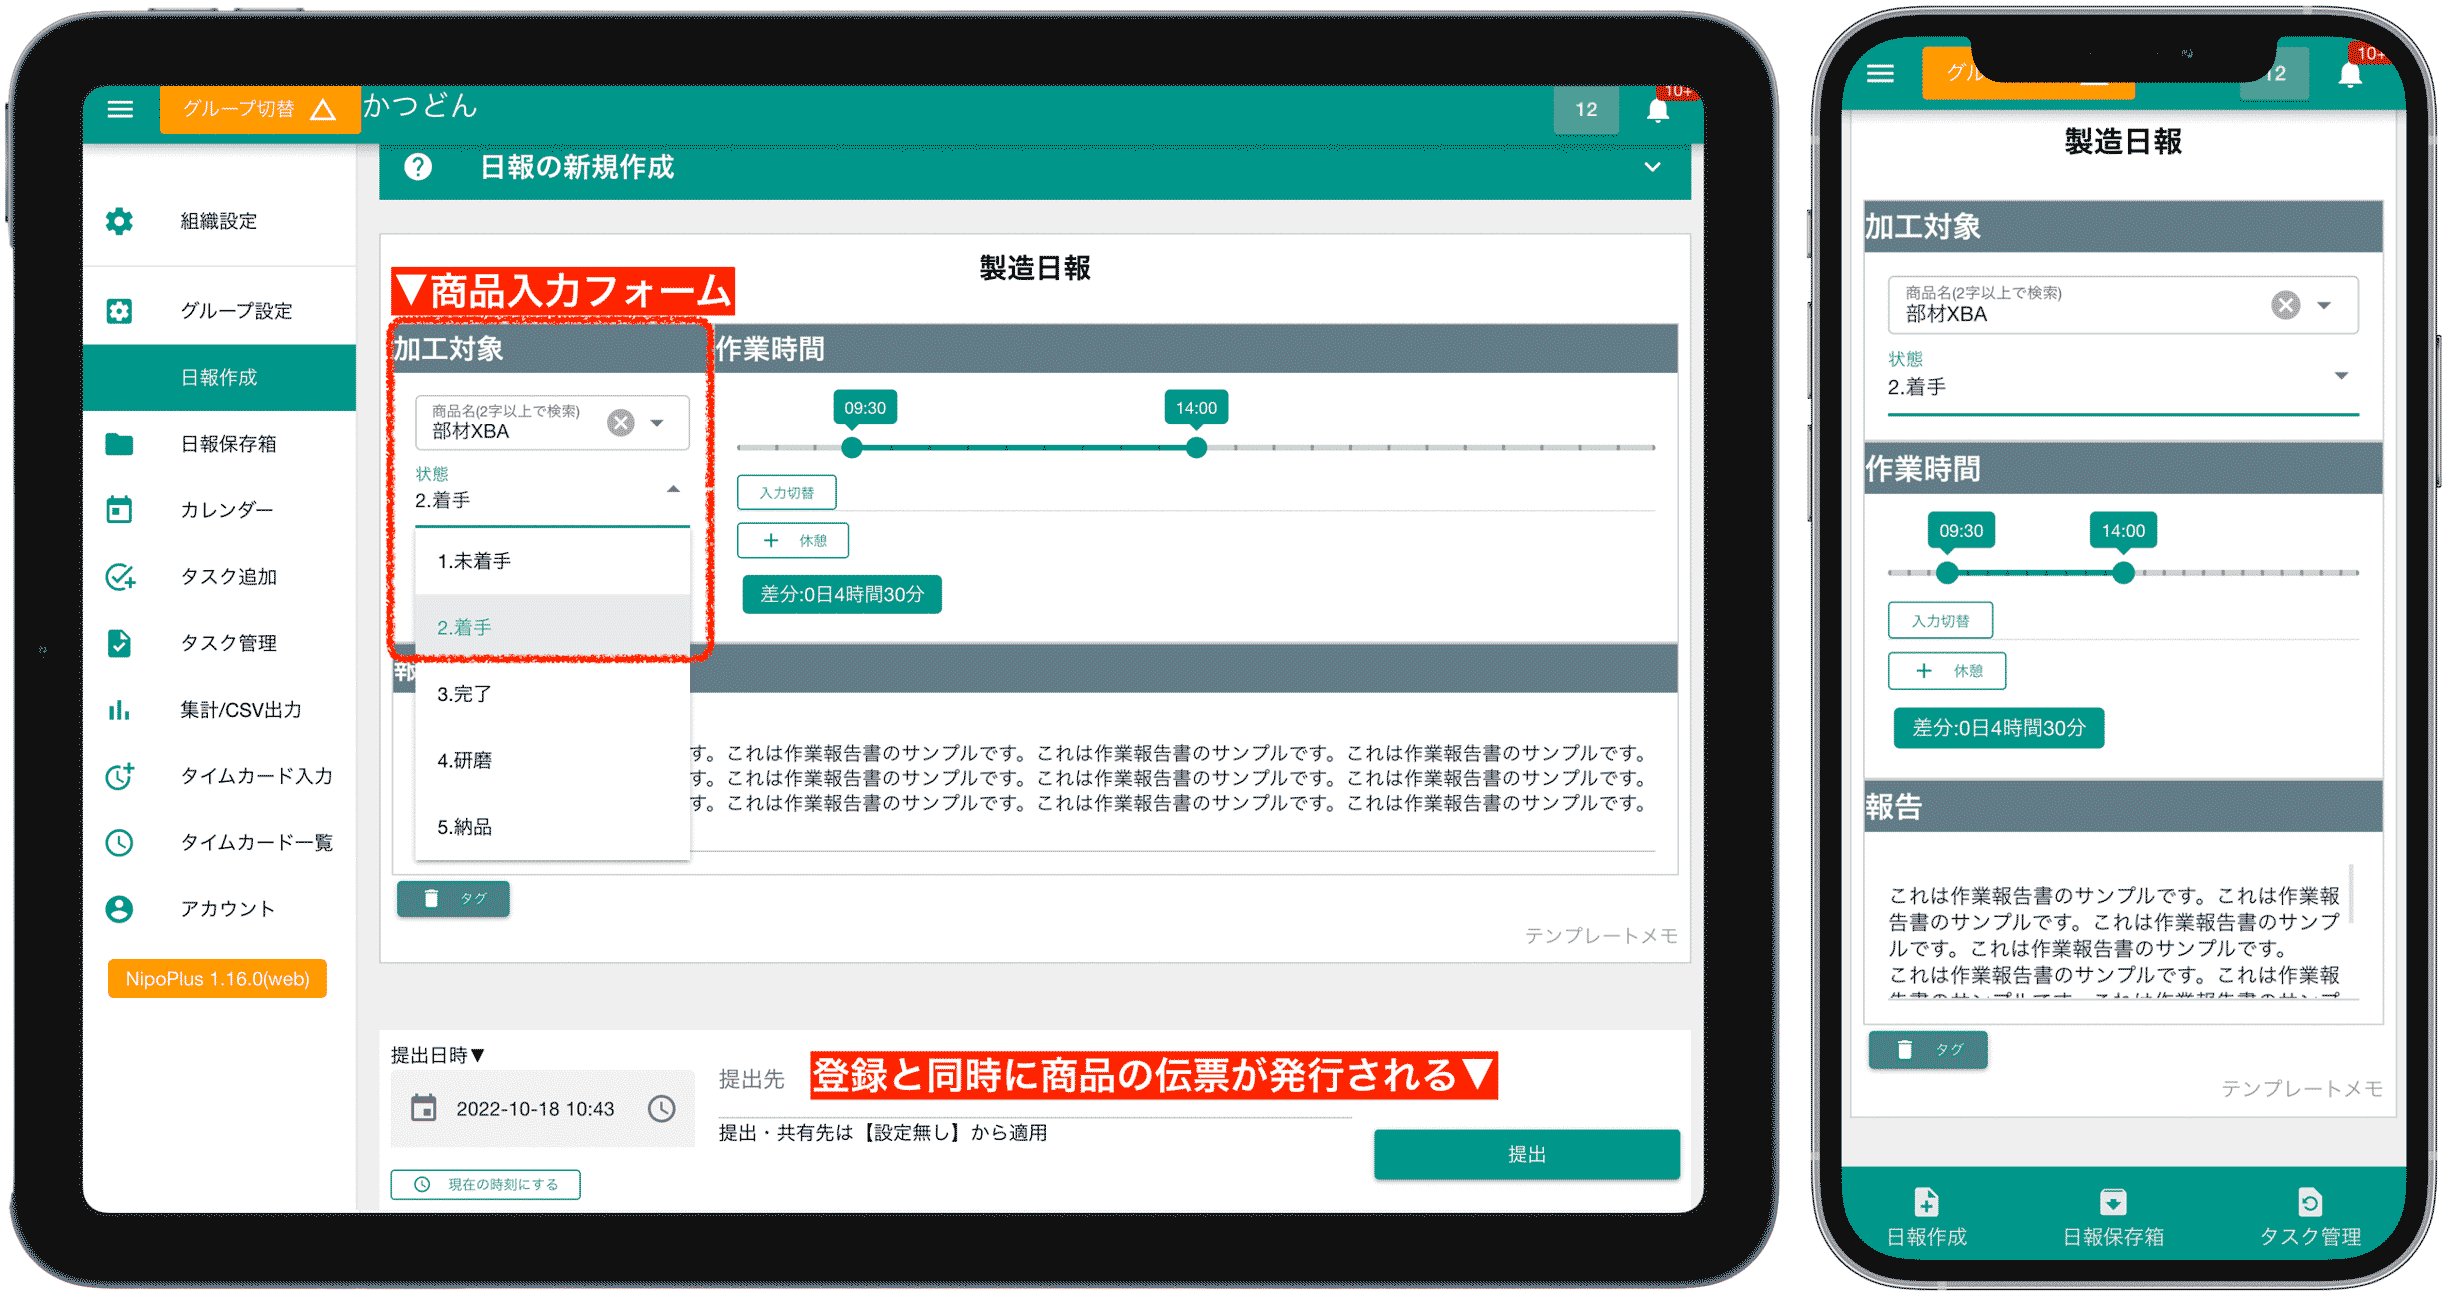 グループ切替
かつどん
12
10+
組織設定
グループ設定
日報作成
日報保存箱
カレンダー
タスク追加
タスク管理
集計/CSV出力
タイムカード入力
タイムカード一覧
アカウント
NipoPlus 1.16.0(web)
日報の新規作成
製造日報
▼商品入力フォーム
加工対象
商品名(2字以上で検索)
部材XBA
状態
2.着手
1.未着手
2.着手
3.完了
4.研磨
5.納品
作業時間
09:30
14:00
入力切替
+ 休憩
差分:0日4時間30分
報
す。これは作業報告書のサンプルです。これは作業報告書のサンプルです。これは作業報告書のサンプルです。
す。これは作業報告書のサンプルです。これは作業報告書のサンプルです。これは作業報告書のサンプルです。
す。これは作業報告書のサンプルです。これは作業報告書のサンプルです。これは作業報告書のサンプルです。
タグ
テンプレートメモ
提出日時▼
2022-10-18 10:43
現在の時刻にする
提出先
登録と同時に商品の伝票が発行される▼
提出・共有先は【設定無し】から適用
提出
グル
12
10+
製造日報
加工対象
商品名(2字以上で検索)
部材XBA
状態
2.着手
作業時間
09:30
14:00
入力切替
+ 休憩
差分:0日4時間30分
報告
これは作業報告書のサンプルです。これは作業報
告書のサンプルです。これは作業報告書のサンプ
ルです。これは作業報告書のサンプルです。
これは作業報告書のサンプルです。これは作業報
タグ
テンプレートメモ
日報作成
日報保存箱
タスク管理